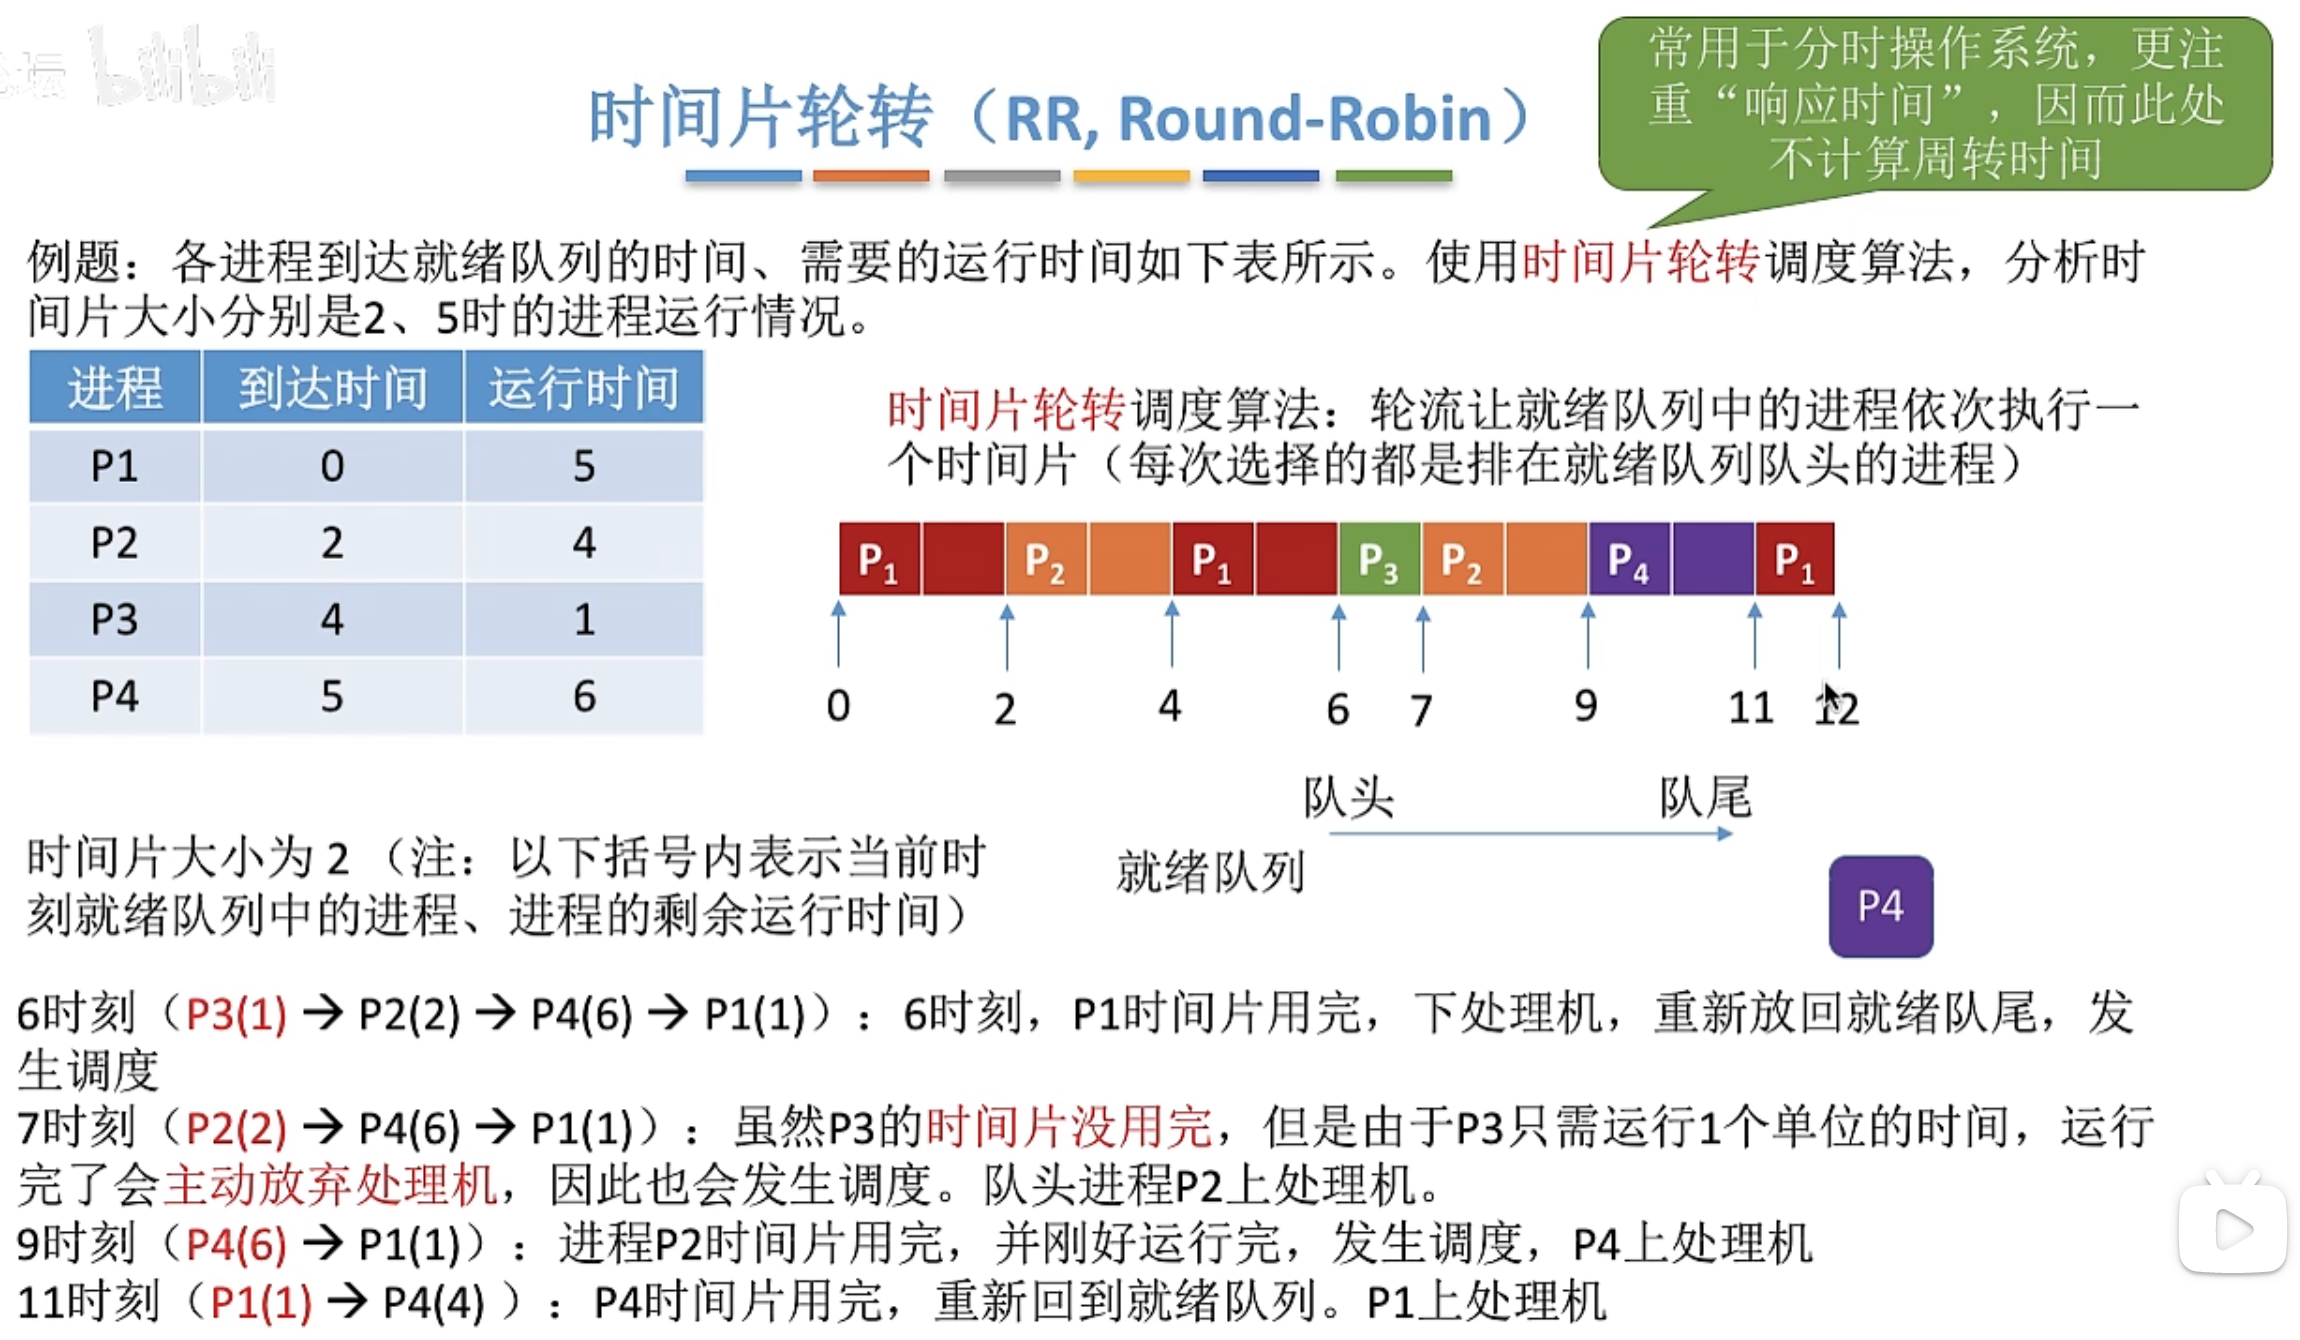 坛 bilibili
时间片轮转（RR, Round-Robin）
常用于分时操作系统，更注
重“响应时间”，因而此处
不计算周转时间
例题：各进程到达就绪队列的时间、需要的运行时间如下表所示。使用时间片轮转调度算法，分析时
间片大小分别是2、5时的进程运行情况。
进程 到达时间 运行时间
P1 0 5
P2 2 4
P3 4 1
P4 5 6
时间片轮转调度算法：轮流让就绪队列中的进程依次执行一
个时间片（每次选择的都是排在就绪队列队头的进程）
P1 P2 P1 P3 P2 P4 P1
0 2 4 6 7 9 11 12
队头 队尾
就绪队列
P4
时间片大小为 2 （注：以下括号内表示当前时
刻就绪队列中的进程、进程的剩余运行时间）
6时刻（P3(1) → P2(2) → P4(6) → P1(1)）：6时刻，P1时间片用完，下处理机，重新放回就绪队尾，发
生调度
7时刻（P2(2) → P4(6) → P1(1)）：虽然P3的时间片没用完，但是由于P3只需运行1个单位的时间，运行
完了会主动放弃处理机，因此也会发生调度。队头进程P2上处理机。
9时刻（P4(6) → P1(1)）：进程P2时间片用完，并刚好运行完，发生调度，P4上处理机
11时刻（P1(1) → P4(4) ）：P4时间片用完，重新回到就绪队列。P1上处理机